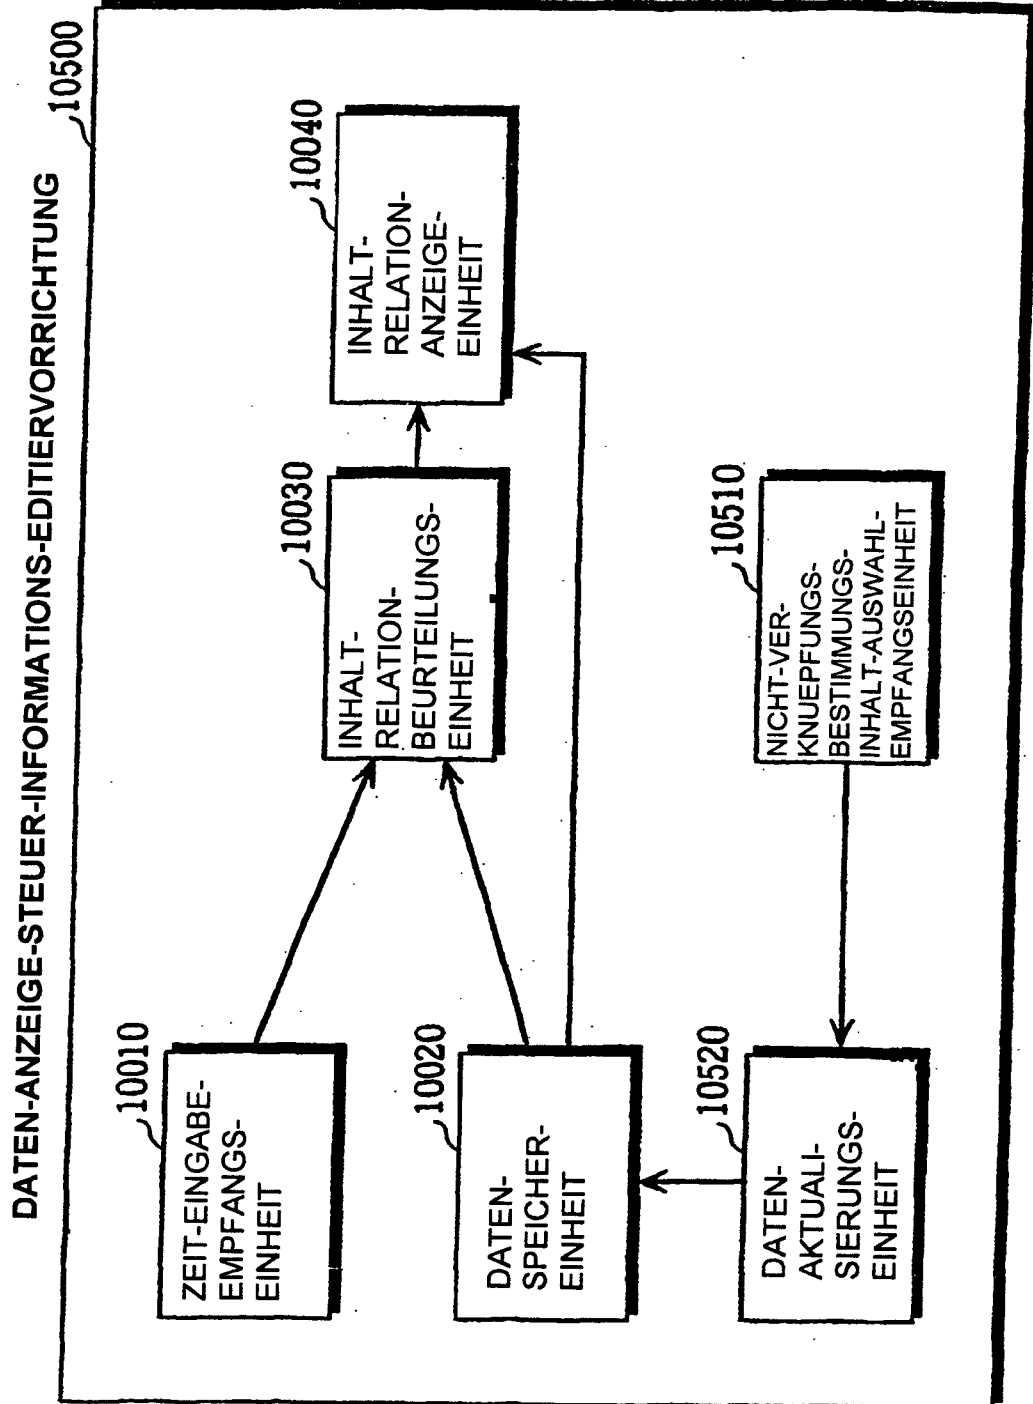 DATEN-ANZEIGE-STEUER-INFORMATIONS-EDITIERVORRICHTUNG
10500
10010
ZEIT-EINGABE-
EMPFANGS-
EINHEIT
10030
INHALT-
RELATION-
BEURTEILUNGS-
EINHEIT
10040
INHALT-
RELATION-
ANZEIGE-
EINHEIT
10020
DATEN-
SPEICHER-
EINHEIT
10520
DATEN-
AKTUALI-
SIERUNGS-
EINHEIT
10510
NICHT-VER-
KNUEPFUNGS-
BESTIMMUNGS-
INHALT-AUSWAHL-
EMPFANGSEINHEIT